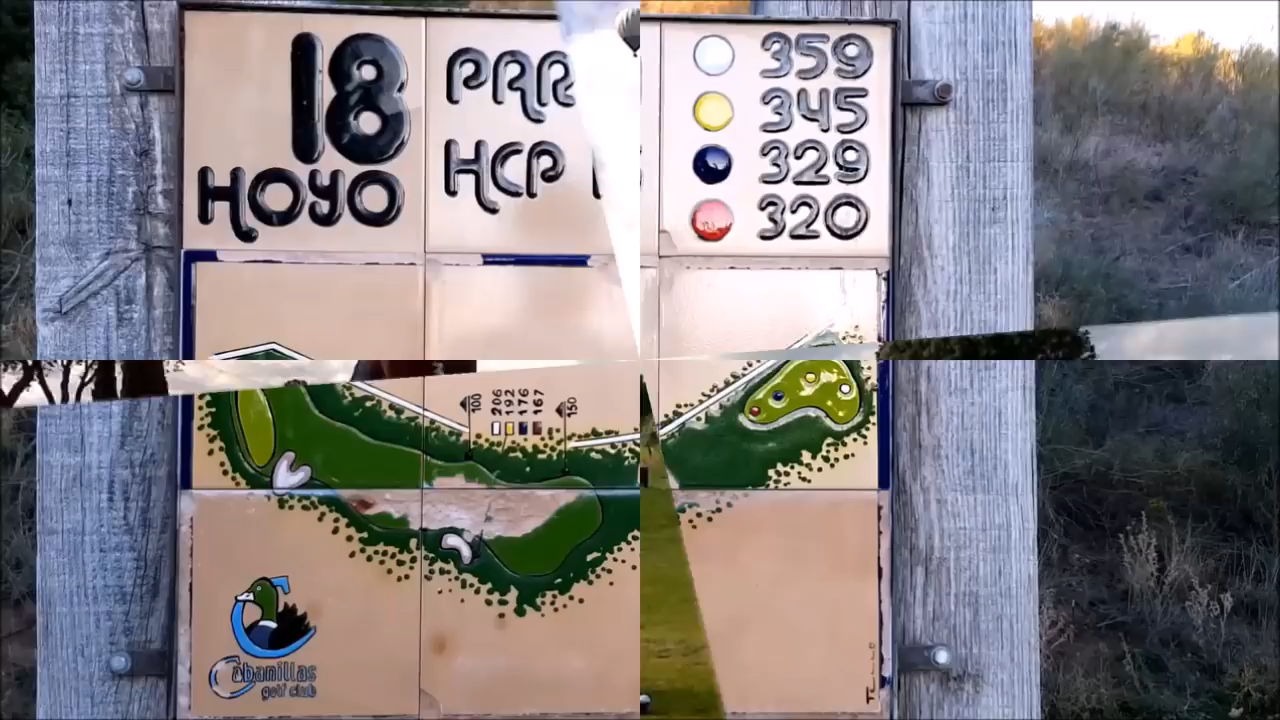 18
HOYO
PAR
HCP
359
345
329
320
100
206
192
176
167
150
Cabanillas
golf club